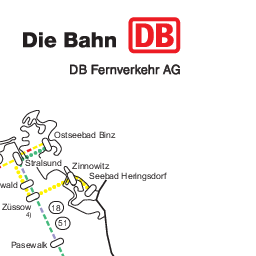 Die Bahn DB
DB Fernverkehr AG
Ostseebad Binz
Stralsund
Zinnowitz
Seebad Heringsdorf
wald
Züssow
4)
18
51
Pasewalk